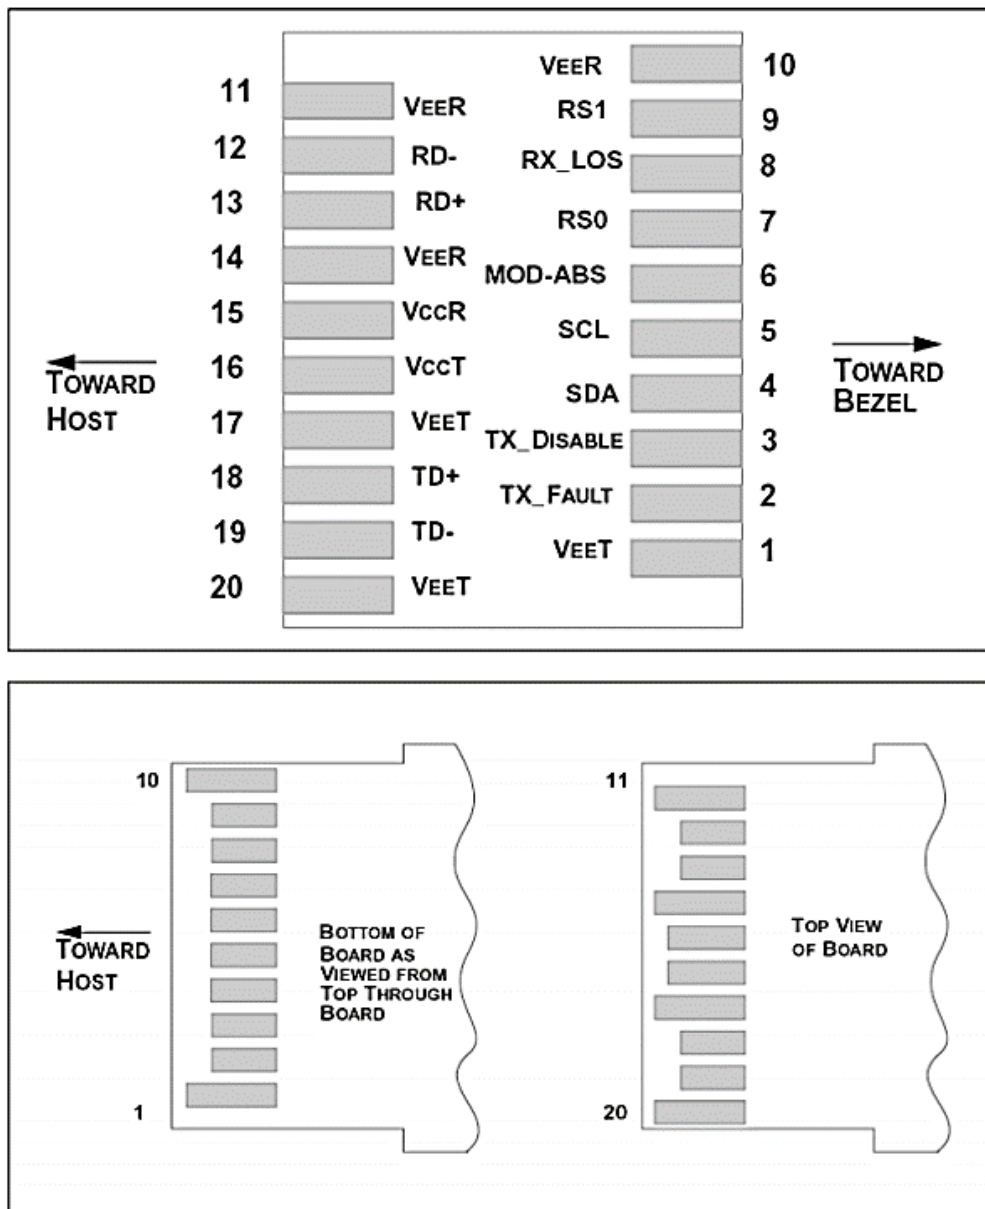 11 VEER
12 RD-
13 RD+
14 VEER
15 VCCR
16 VCCT
17 VEET
18 TD+
19 TD-
20 VEET
VEER 10
RS1 9
RX_LOS 8
RS0 7
MOD-ABS 6
SCL 5
SDA 4
TX_DISABLE 3
TX_FAULT 2
VEET 1
TOWARD
HOST
TOWARD
BEZEL
10
1
TOWARD
HOST
BOTTOM OF
BOARD AS
VIEWED FROM
TOP THROUGH
BOARD
11
20
TOP VIEW
OF BOARD